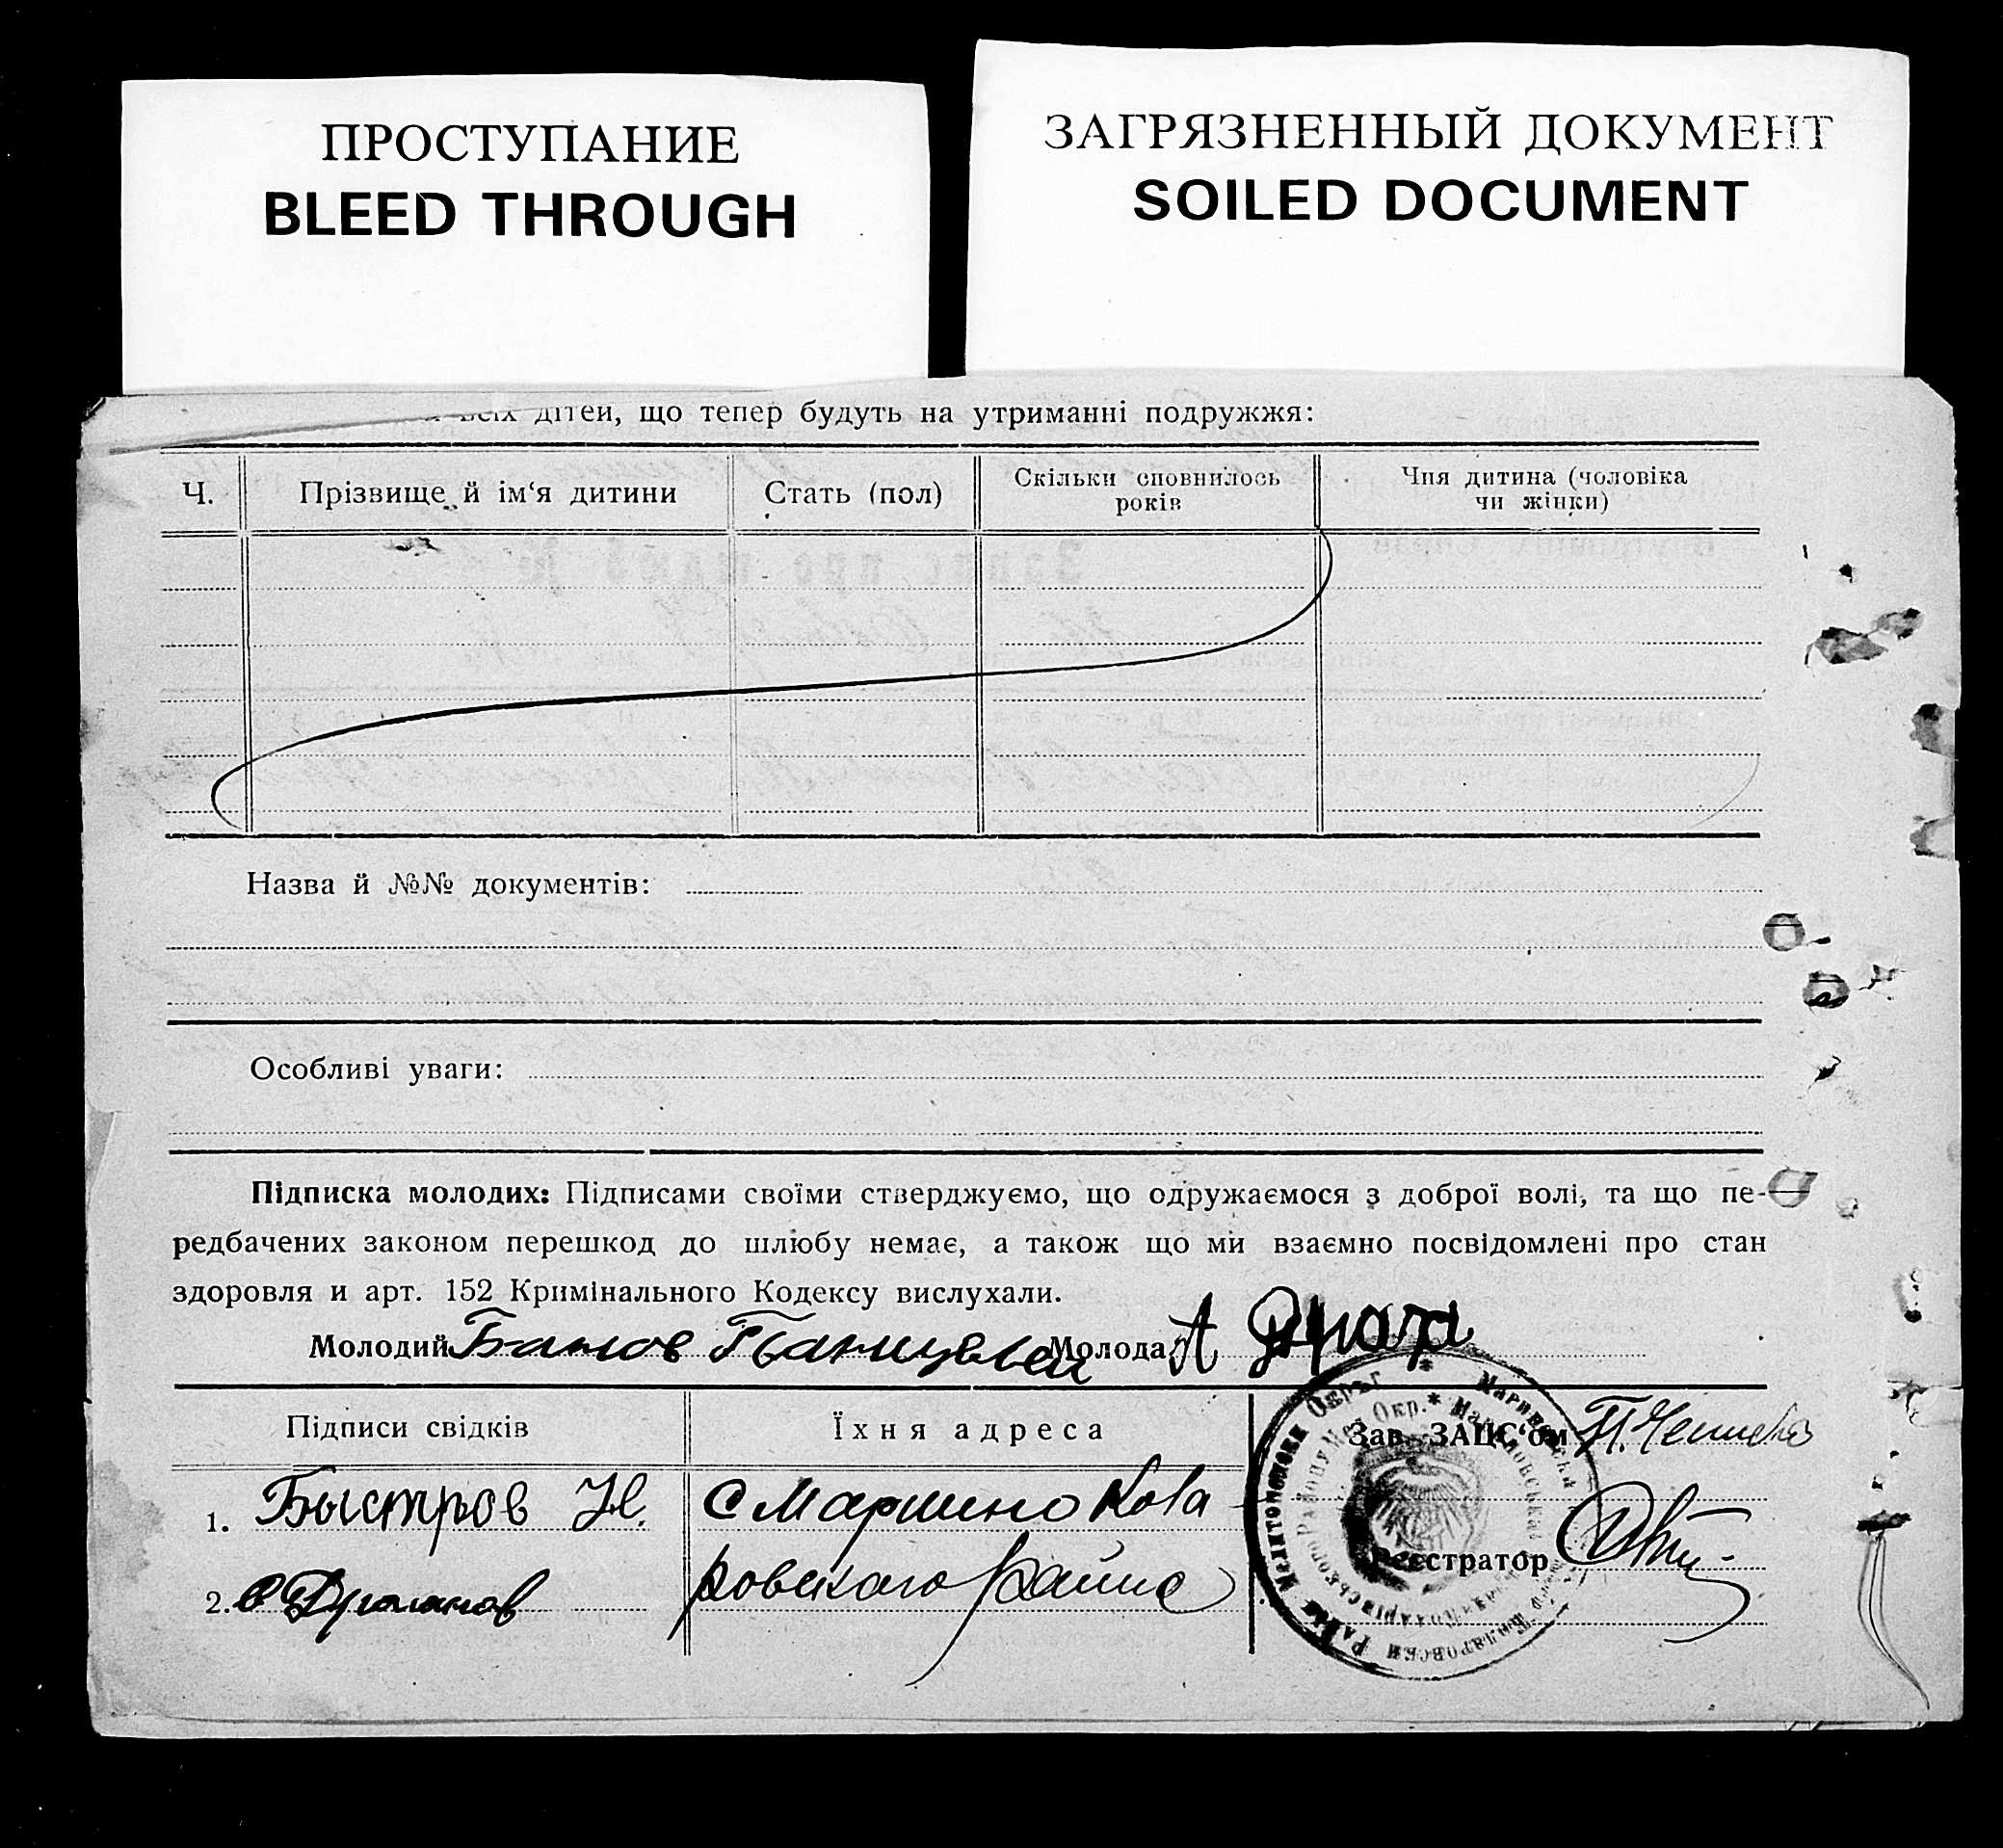 ПРОСТУПАНИЕ
BLEED THROUGH
ЗАГРЯЗНЕННЫЙ ДОКУМЕНТ
SOILED DOCUMENT
всіх дітей, що тепер будуть на утриманні подружжя:
Ч.
Прізвище й ім‘я дитини
Стать (пол)
Скільки сповнилось
років
Чия дитина (чоловіка
чи жінки)
Назва й №№ документів:
Особливі уваги:
Підписка молодих: Підписами своїми стверджуємо, що одружаємося з доброї волі, та що пе-
редбачених законом перешкод до шлюбу немає, а також що ми взаємно посвідомлені про стан
здоровля и арт. 152 Кримінального Кодексу вислухали.
Молодий Молода А
Підписи свідків
Їхня адреса
Зав. ЗАЦС‘ом
1. Быстров И.
с Марино Кola
2.
ровского района
Реєстратор